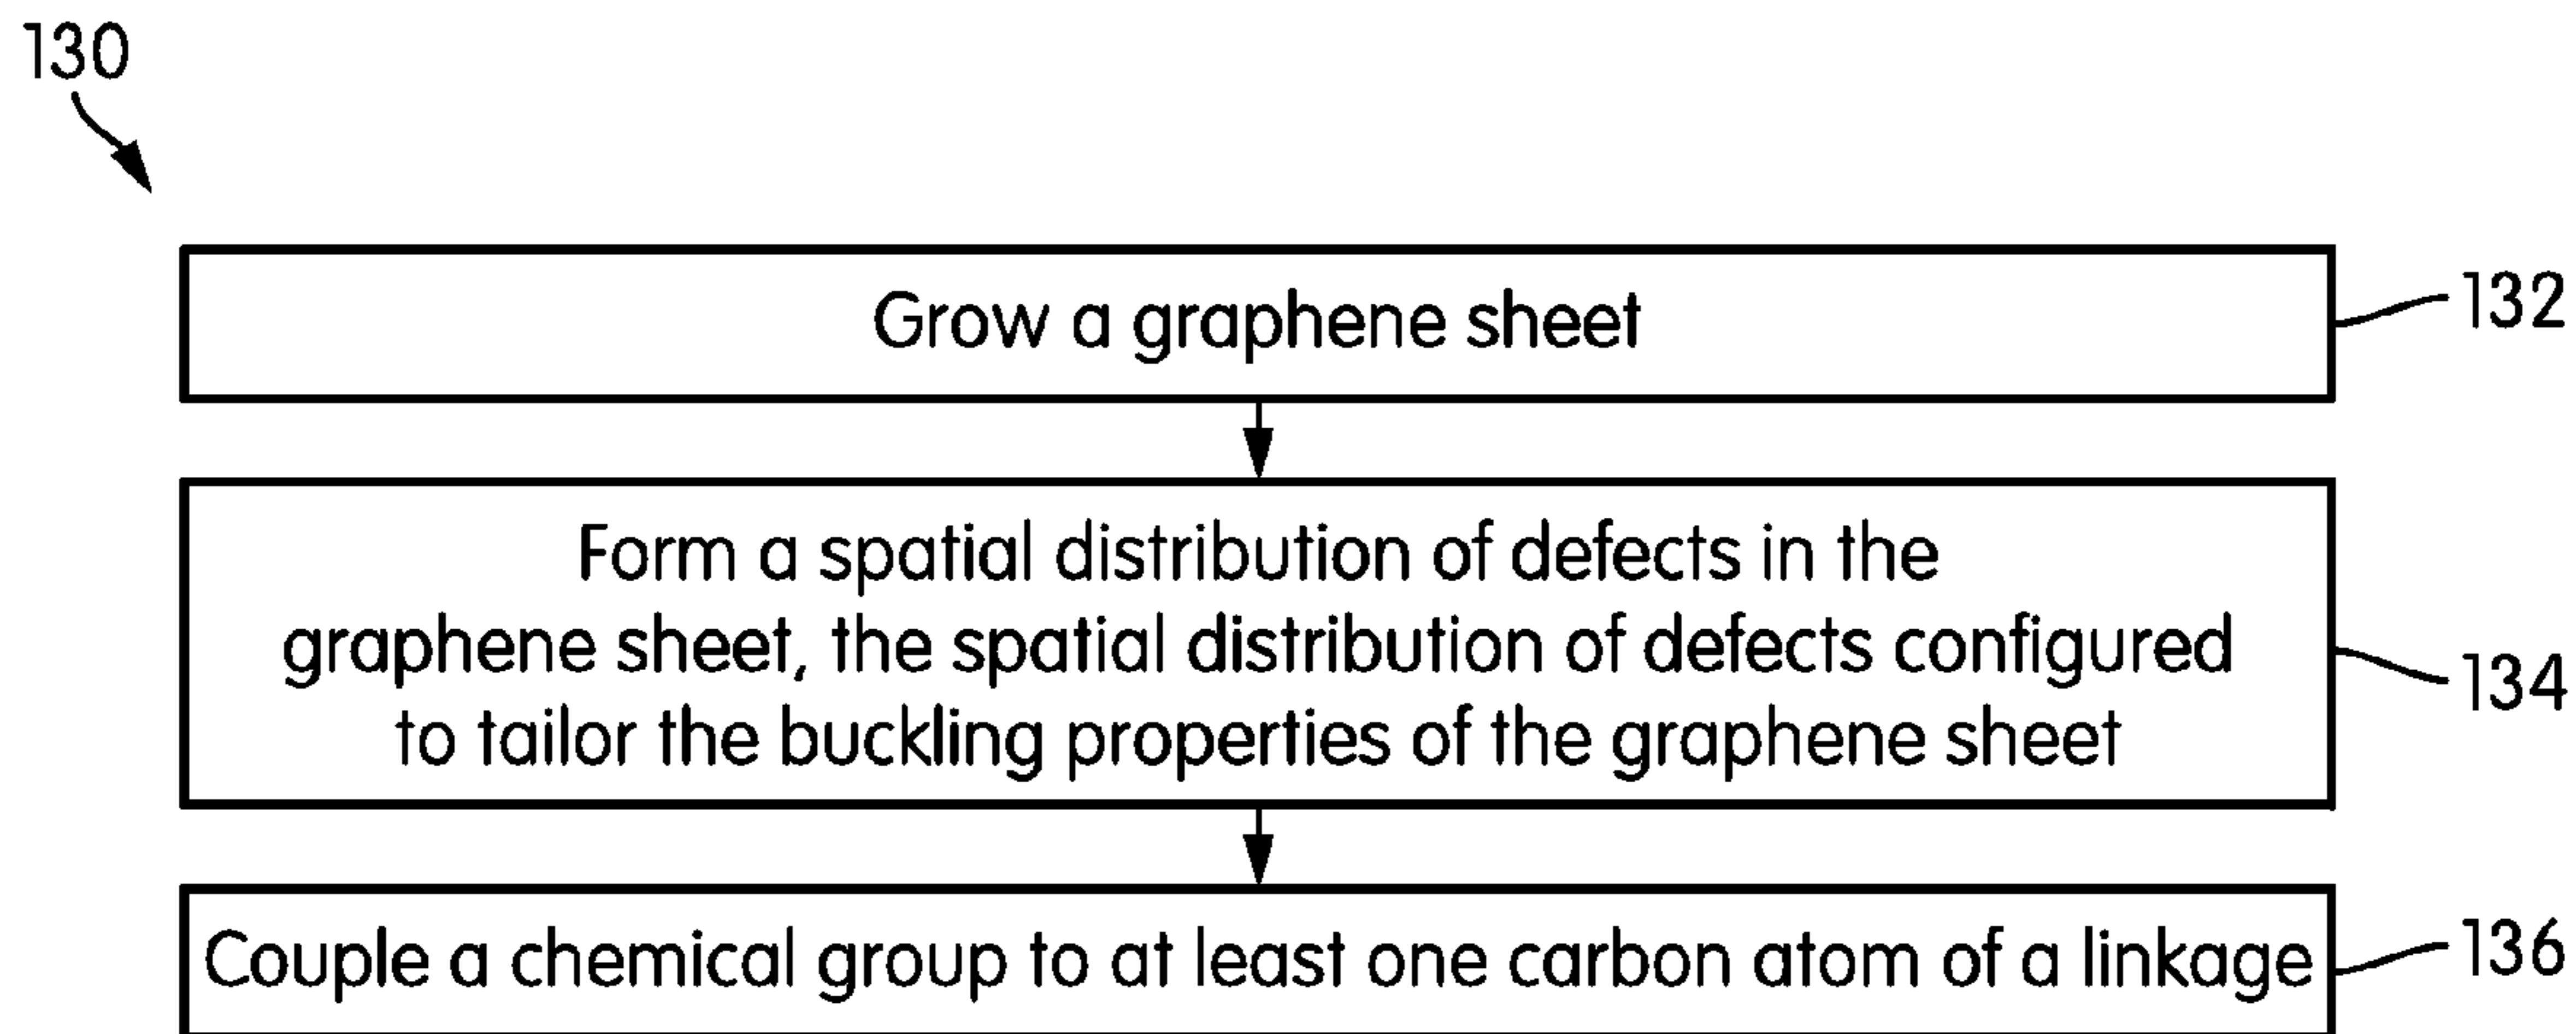 130
Grow a graphene sheet
132
Form a spatial distribution of defects in the
graphene sheet, the spatial distribution of defects configured
to tailor the buckling properties of the graphene sheet
134
Couple a chemical group to at least one carbon atom of a linkage
136